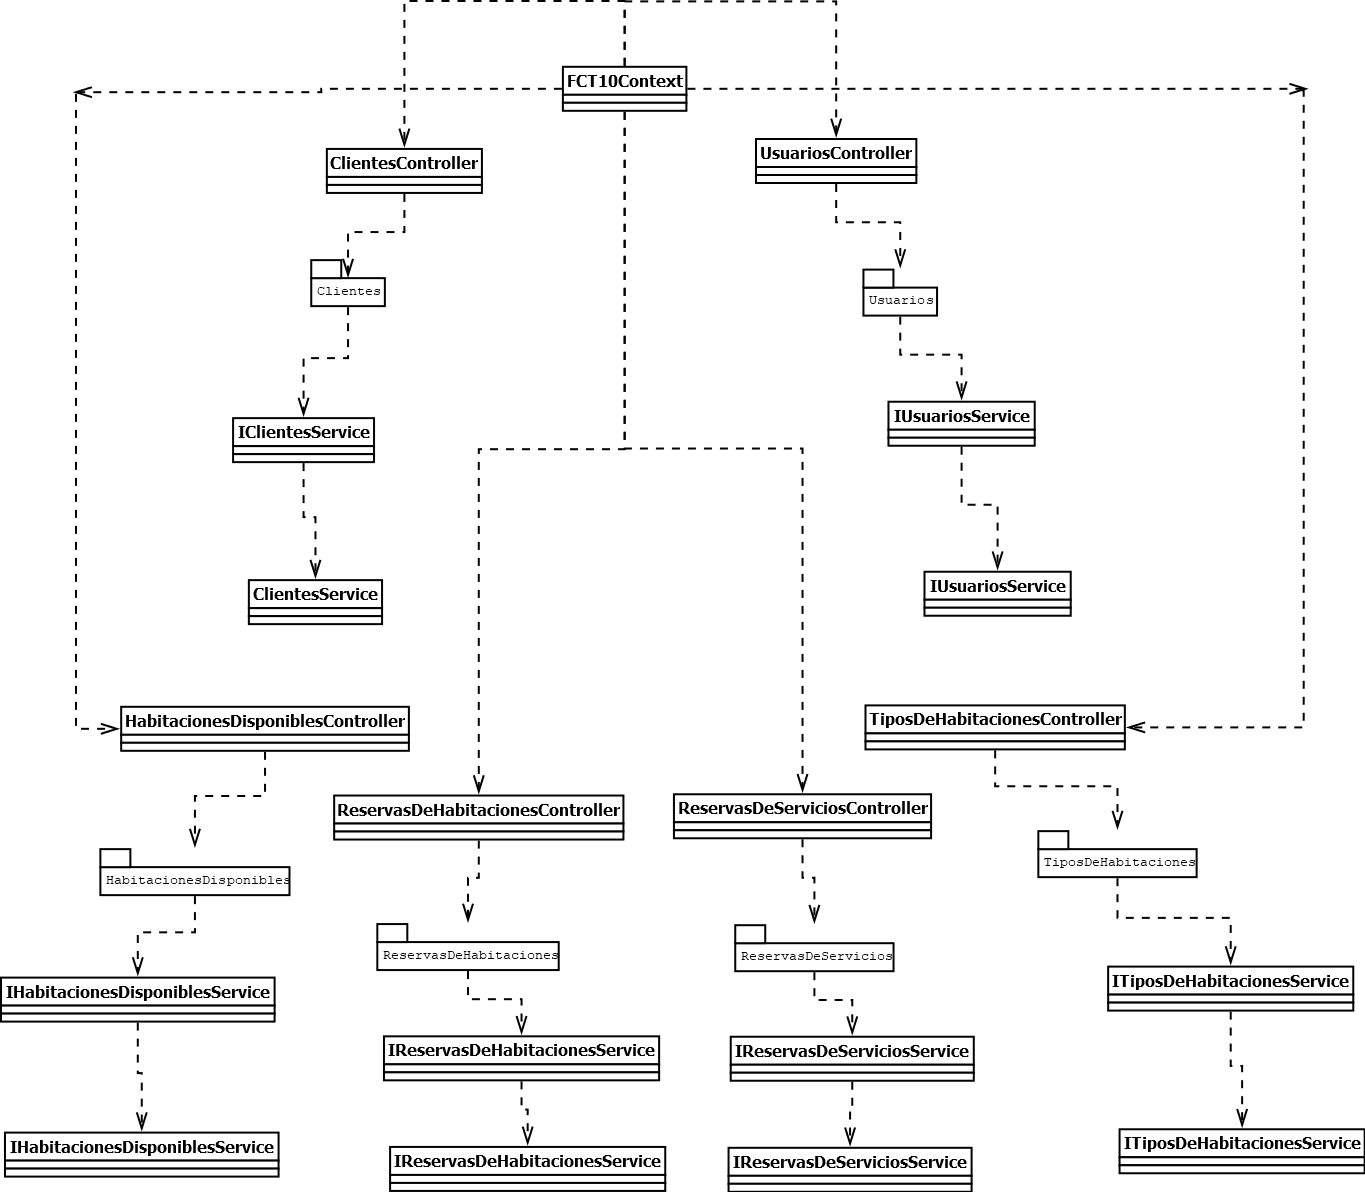 FCT10Context
ClientesController
UsuariosController
Clientes
Usuarios
IClientesService
IUsuariosService
ClientesService
IUsuariosService
HabitacionesDisponiblesController
TiposDeHabitacionesController
ReservasDeHabitacionesController
ReservasDeServiciosController
HabitacionesDisponibles
TiposDeHabitaciones
ReservasDeHabitaciones
ReservasDeServicios
IHabitacionesDisponiblesService
ITiposDeHabitacionesService
IReservasDeHabitacionesService
IReservasDeServiciosService
IHabitacionesDisponiblesService
ITiposDeHabitacionesService
IReservasDeHabitacionesService
IReservasDeServiciosService